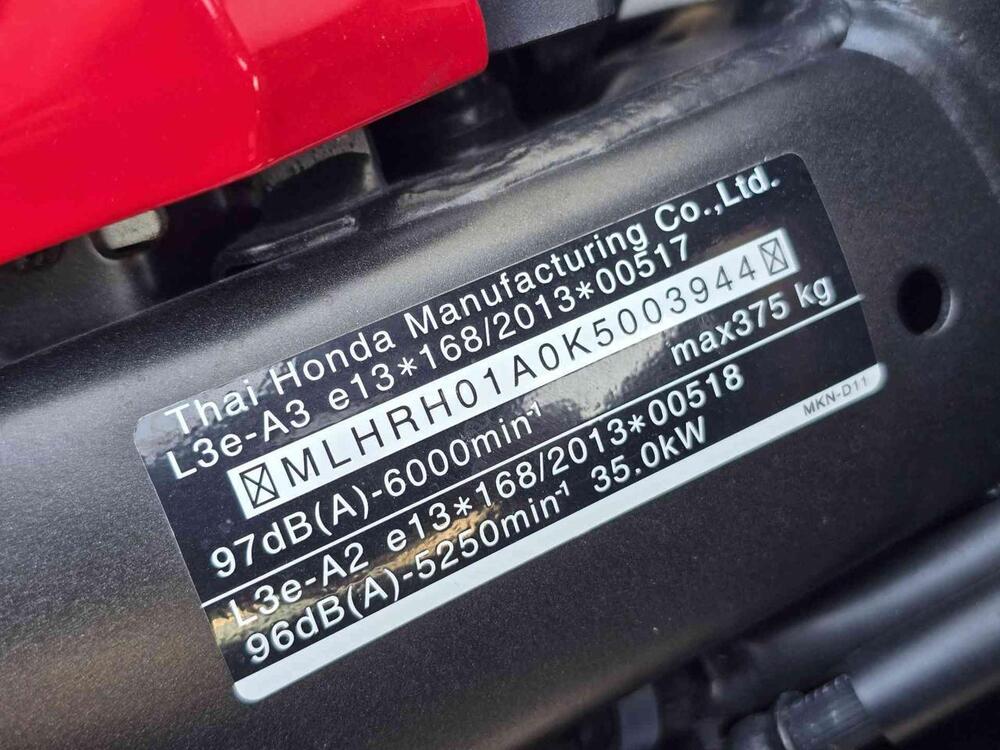 Thai Honda Manufacturing Co.,Ltd.
L3e-A3 e13*168/2013*00517
MLHRH01A0K5003944
97dB(A)-6000min⁻¹ max375 kg
L3e-A2 e13*168/2013*00518
96dB(A)-5250min⁻¹ 35.0kW
MKN-D11